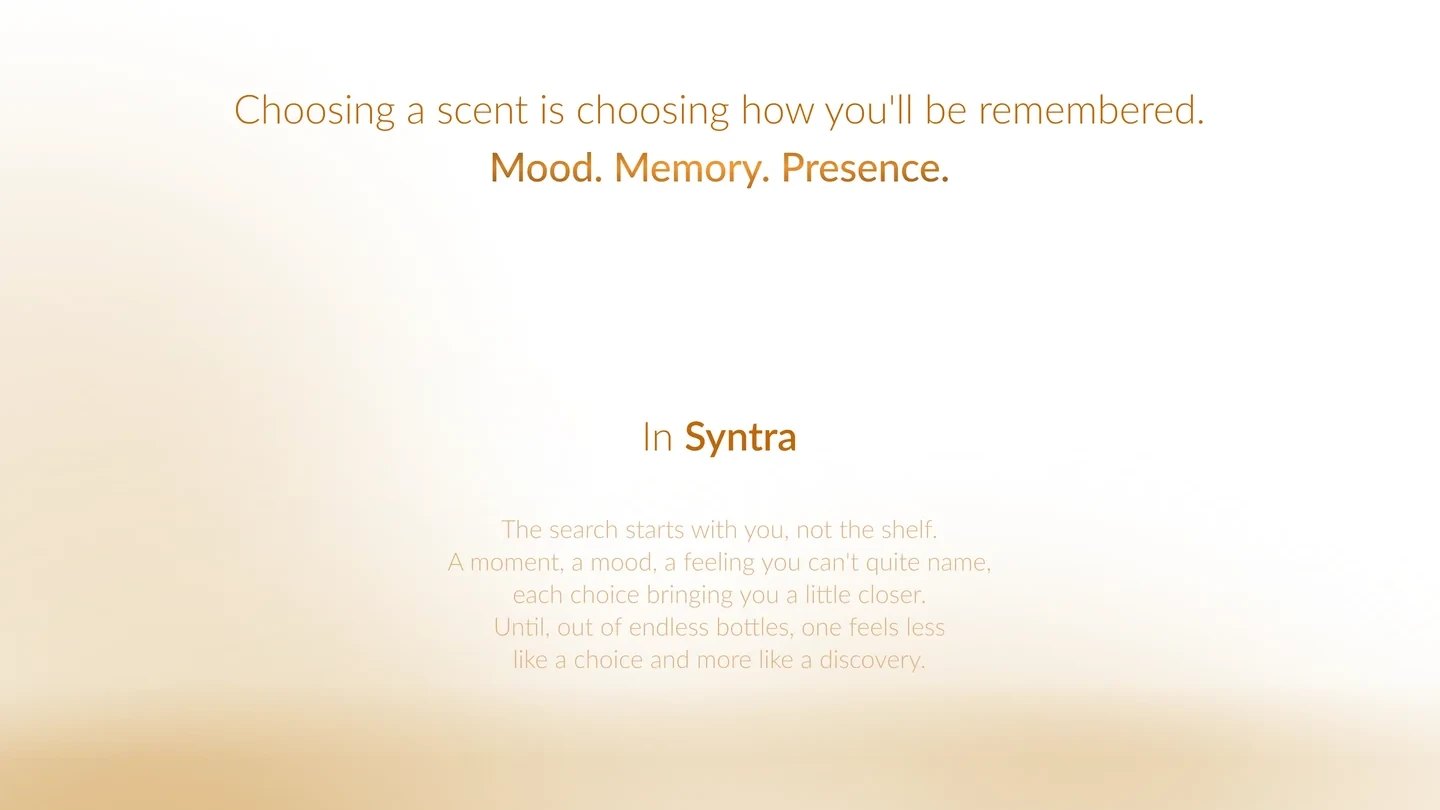 Choosing a scent is choosing how you'll be remembered.
Mood. Memory. Presence.
In Syntra
The search starts with you, not the shelf.
A moment, a mood, a feeling you can't quite name,
each choice bringing you a little closer.
Until, out of endless bottles, one feels less
like a choice and more like a discovery.